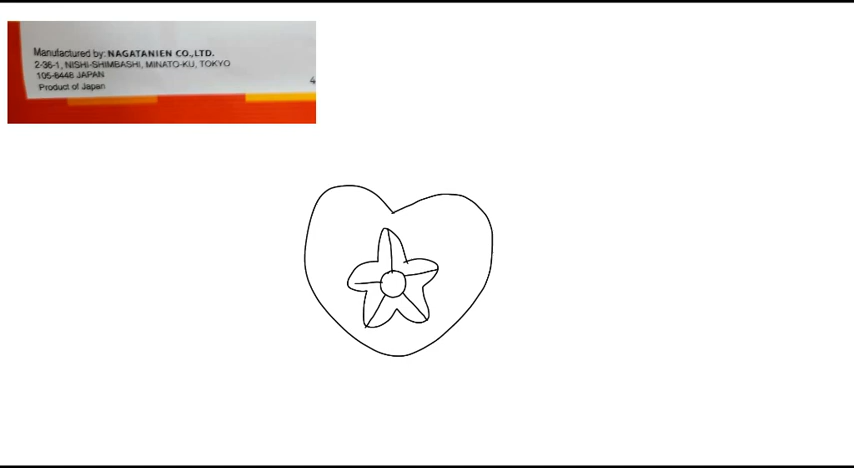 Manufactured by: NAGATANIEN CO.,LTD.
2-36-1, NISHI-SHIMBASHI, MINATO-KU, TOKYO
105-8448 JAPAN
Product of Japan
4